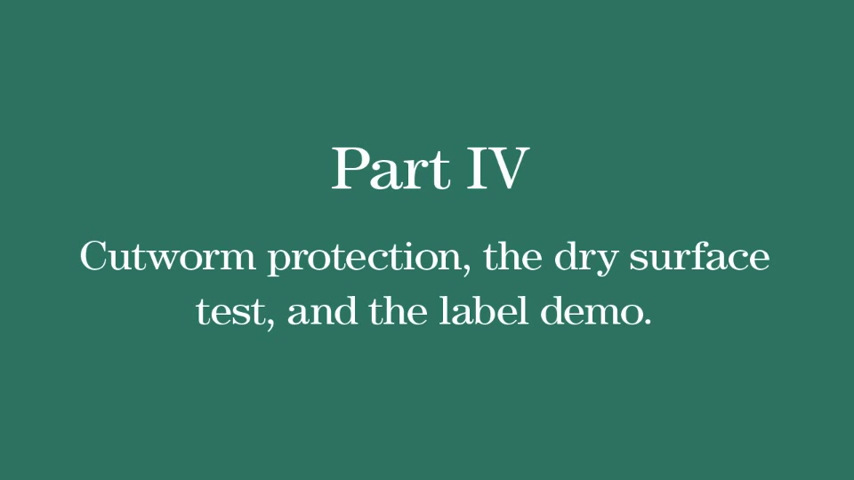 Part IV
Cutworm protection, the dry surface
test, and the label demo.